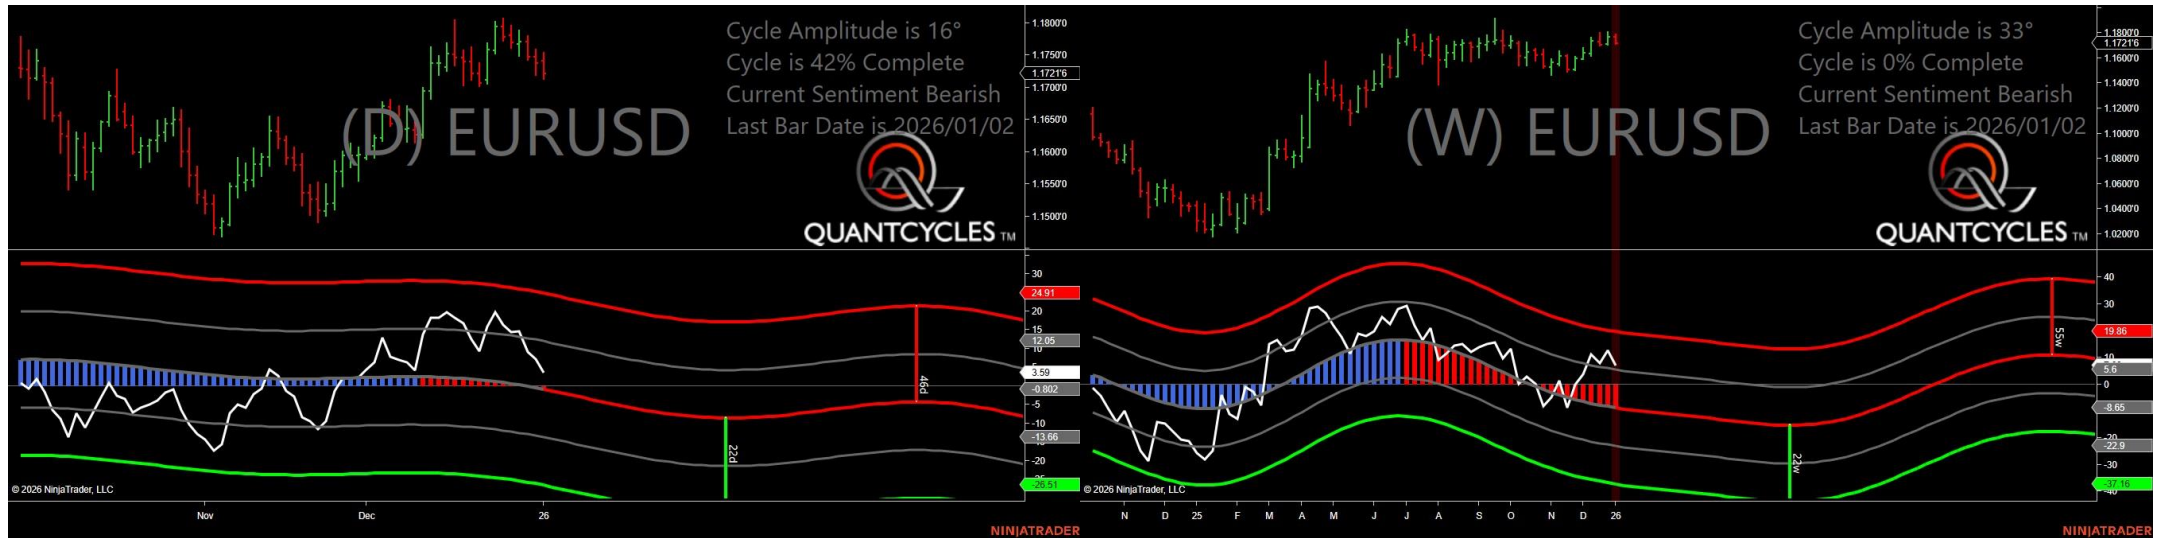 Cycle Amplitude is 16°
Cycle is 42% Complete
Current Sentiment Bearish
Last Bar Date is 2026/01/02
(D) EURUSD
QUANTCYCLES TM
1.1800'0
1.1750'0
1.1721'6
1.1700'0
1.1650'0
1.1600'0
1.1550'0
1.1500'0
30
24.91
20
15
12.05
3.59
-0.802
-5
-10
-13.66
-20
-26.51
46d
22d
© 2026 NinjaTrader, LLC
Nov
Dec
26
NINJATRADER
Cycle Amplitude is 33°
Cycle is 0% Complete
Current Sentiment Bearish
Last Bar Date is 2026/01/02
(W) EURUSD
QUANTCYCLES TM
1.1800'0
1.1721'6
1.1600'0
1.1400'0
1.1200'0
1.1000'0
1.0800'0
1.0600'0
1.0400'0
1.0200'0
40
30
19.86
10
5.6
0
-8.65
-22.9
-30
-37.16
55w
22w
© 2026 NinjaTrader, LLC
N
D
25
F
M
A
M
J
J
A
S
O
N
D
26
NINJATRADER